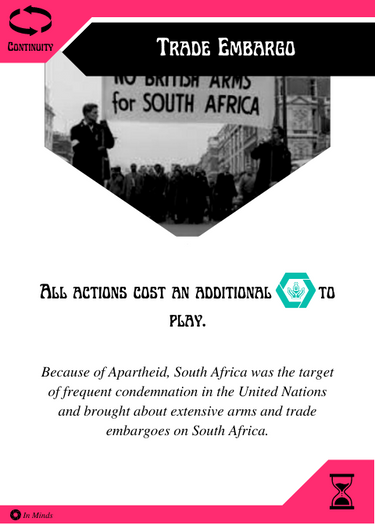 Continuity
Trade Embargo
NO BRITISH ARMS
for SOUTH AFRICA
All actions cost an additional to
play.
Because of Apartheid, South Africa was the target
of frequent condemnation in the United Nations
and brought about extensive arms and trade
embargoes on South Africa.
In Minds